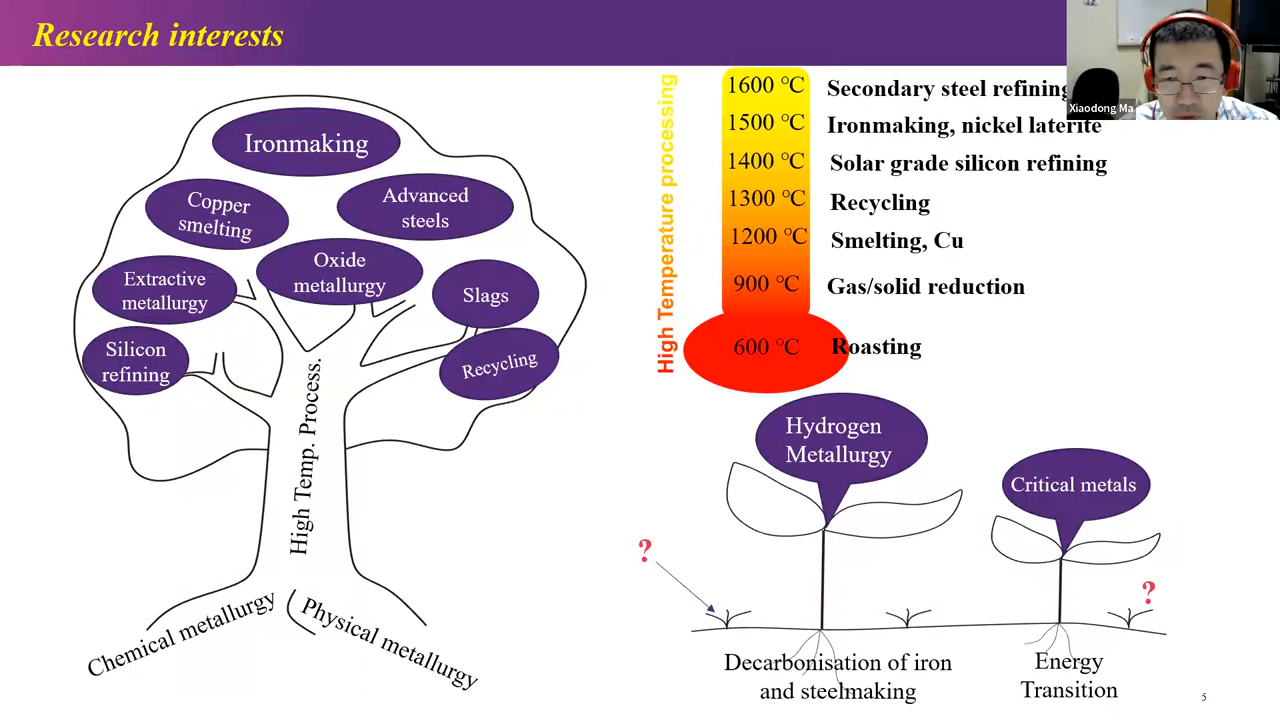 Research interests
Xiaodong Ma
Ironmaking
Copper
smelting
Advanced
steels
Oxide
metallurgy
Extractive
metallurgy
Slags
Silicon
refining
Recycling
High Temp. Process.
Chemical metallurgy
Physical metallurgy
High Temperature processing
1600 °C Secondary steel refining
1500 °C Ironmaking, nickel laterite
1400 °C Solar grade silicon refining
1300 °C Recycling
1200 °C Smelting, Cu
900 °C Gas/solid reduction
600 °C Roasting
Hydrogen
Metallurgy
Critical metals
?
?
Decarbonisation of iron
and steelmaking
Energy
Transition
5